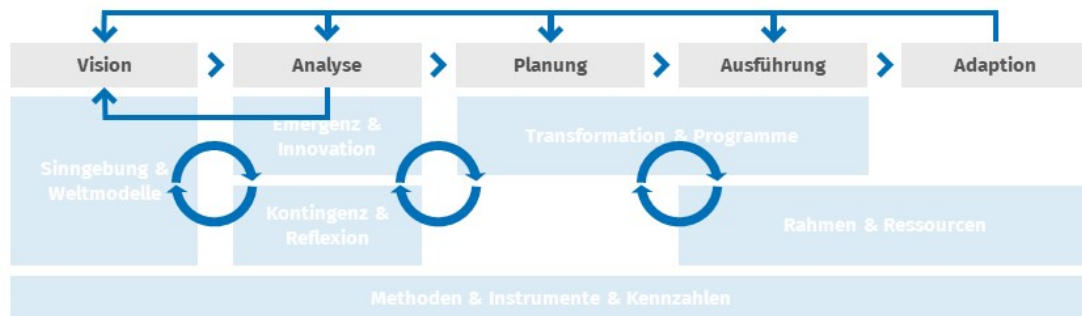 Vision
Analyse
Planung
Ausführung
Adaption
Sinngebung &
Weltmodelle
Emergenz &
Innovation
Kontingenz &
Reflexion
Transformation & Programme
Rahmen & Ressourcen
Methoden & Instrumente & Kennzahlen